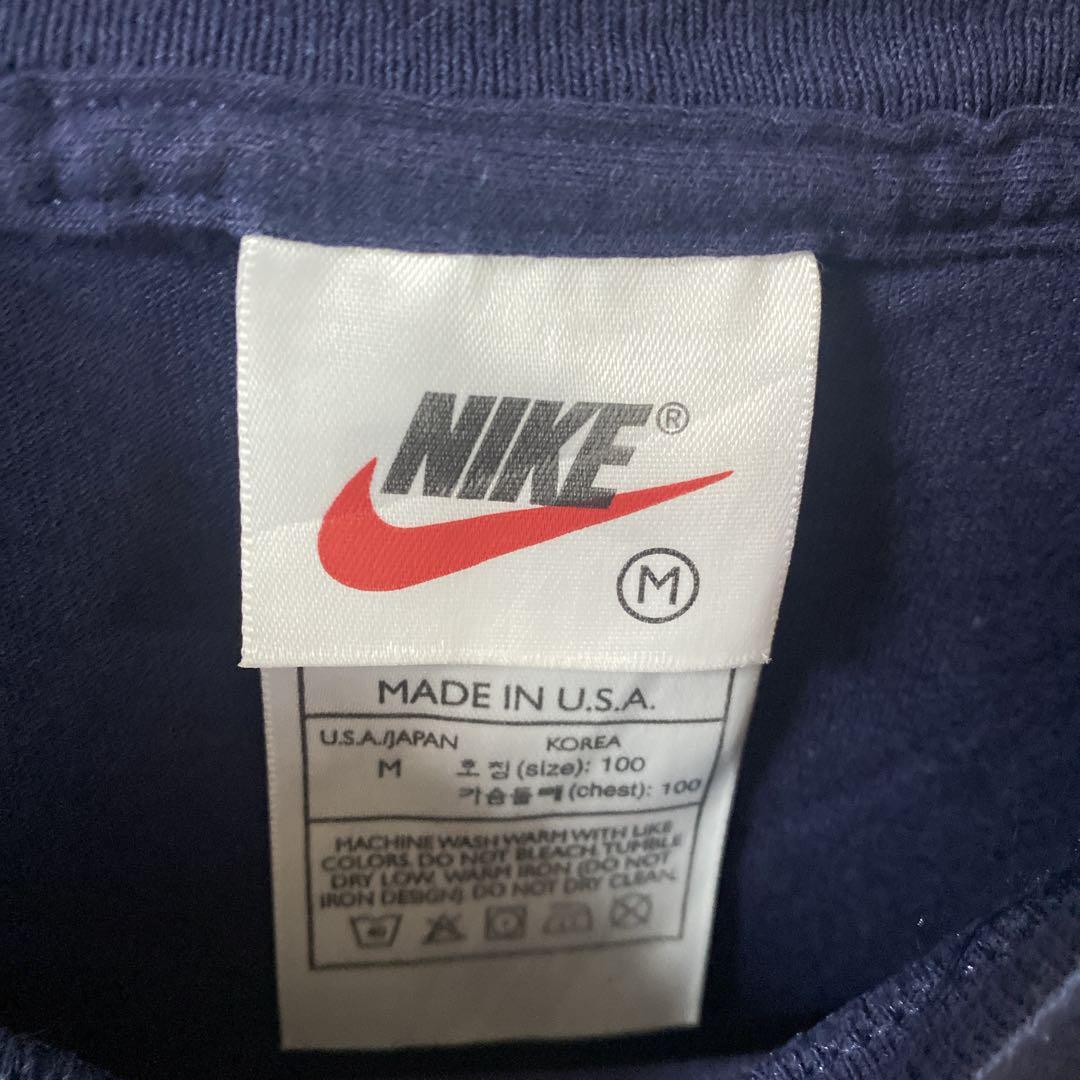 NIKE®
M
MADE IN U.S.A.
U.S.A./JAPAN KOREA
M 호 칭 (size): 100
가슴둘레 (chest): 100
MACHINE WASH WARM WITH LIKE
COLORS. DO NOT BLEACH. TUMBLE
DRY LOW. WARM IRON (DO NOT
IRON DESIGN). DO NOT DRY CLEAN.
40